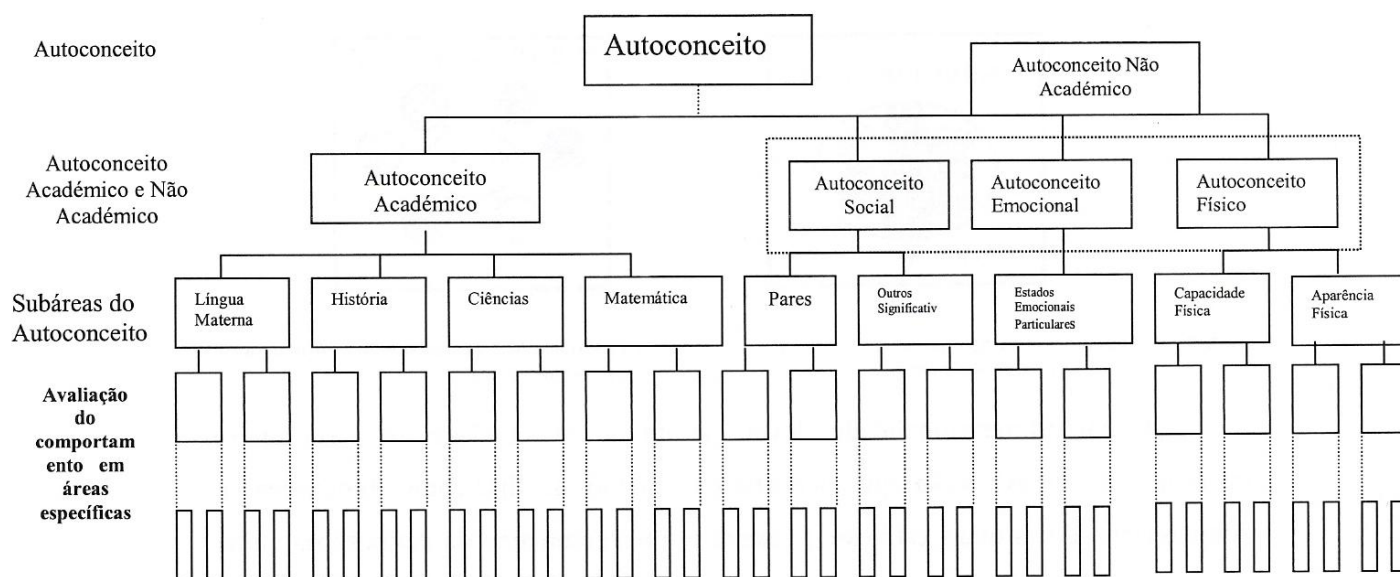 Autoconceito
Autoconceito
Autoconceito Não
Académico
Autoconceito
Académico e Não
Académico
Autoconceito
Académico
Autoconceito
Social
Autoconceito
Emocional
Autoconceito
Físico
Subáreas do
Autoconceito
Língua
Materna
História
Ciências
Matemática
Pares
Outros
Significativ
Estados
Emocionais
Particulares
Capacidade
Física
Aparência
Física
Avaliação
do
comportam
ento em
áreas
específicas